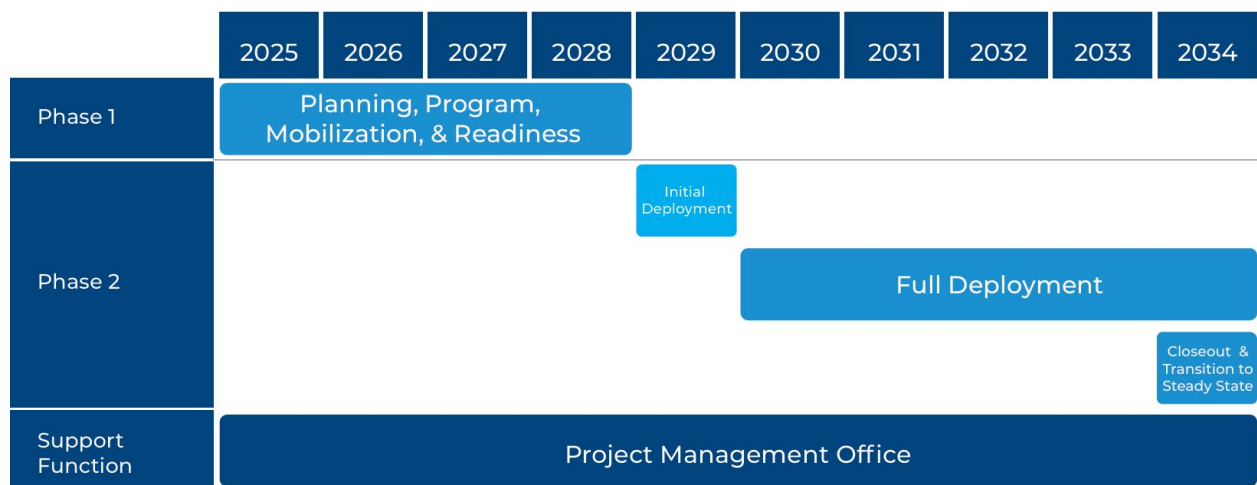 2025 2026 2027 2028 2029 2030 2031 2032 2033 2034
Phase 1
Planning, Program,
Mobilization, & Readiness
Phase 2
Initial
Deployment
Full Deployment
Closeout &
Transition to
Steady State
Support
Function
Project Management Office